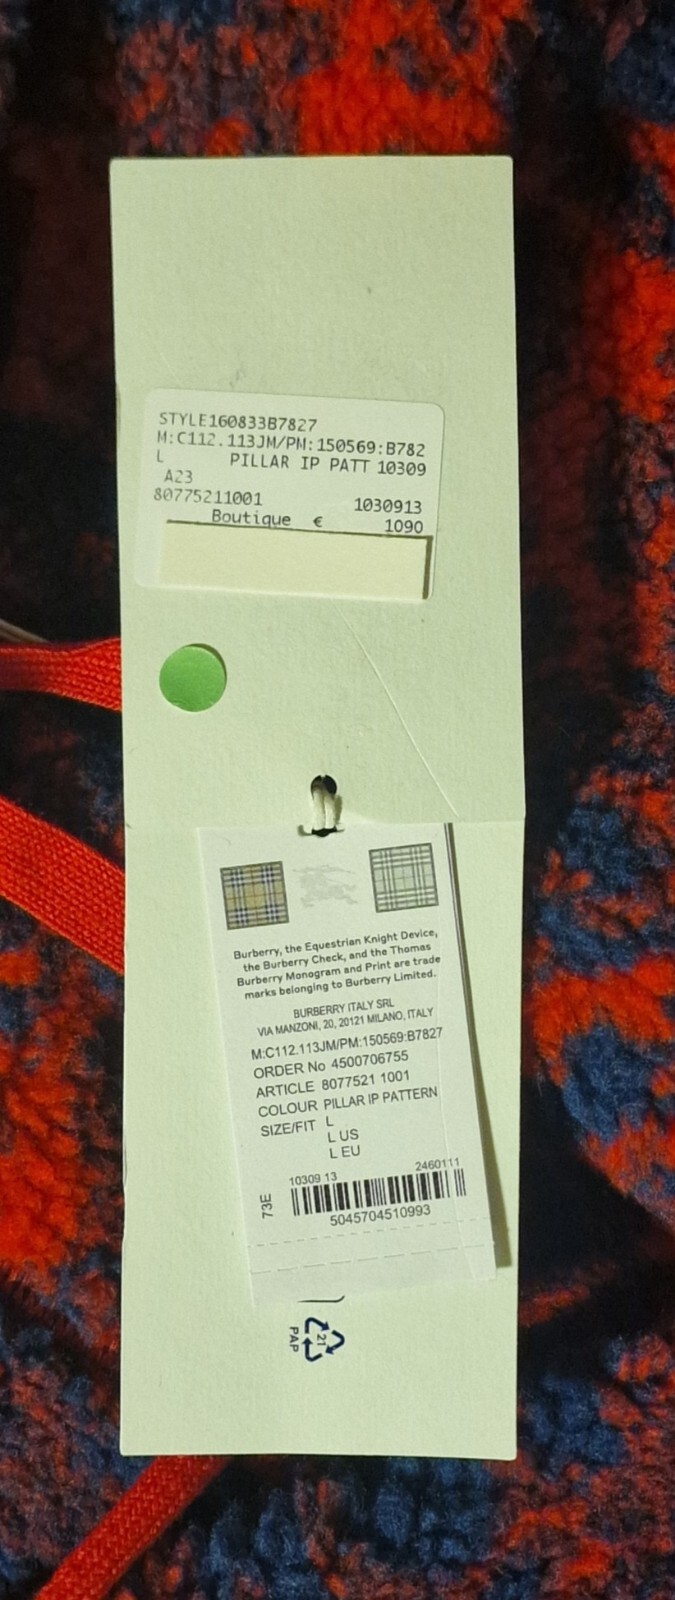 STYLE160833B7827
M:C112.113JM/PM:150569:B782
L PILLAR IP PATT 10309
A23
80775211001 1030913
Boutique € 1090
Burberry, the Equestrian Knight Device,
the Burberry Check, and the Thomas
Burberry Monogram and Print are trade
marks belonging to Burberry Limited.
BURBERRY ITALY SRL
VIA MANZONI, 20, 20121 MILANO, ITALY
M:C112.113JM/PM:150569:B7827
ORDER No 4500706755
ARTICLE 8077521 1001
COLOUR PILLAR IP PATTERN
SIZE/FIT L
L US
L EU
10309 13 2460111
73E
5045704510993
21
PAP